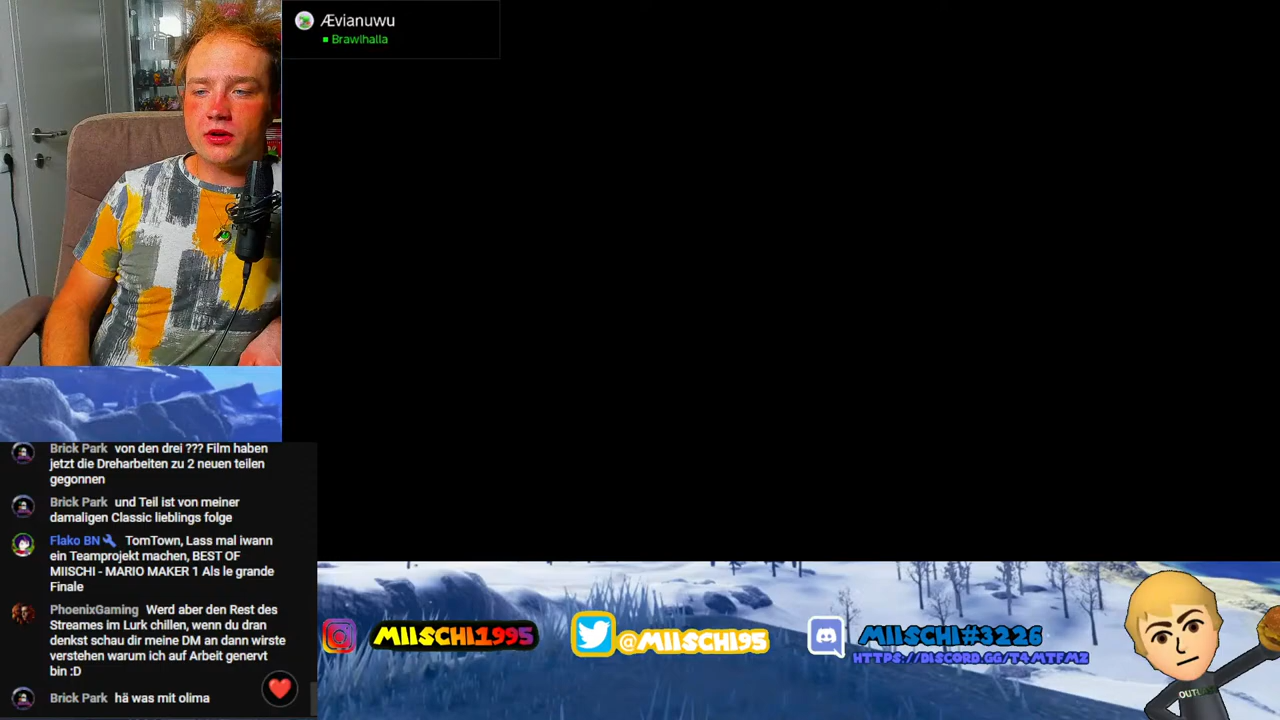 Ævianuwu
Brawlhalla
Brick Park von den drei ??? Film haben
jetzt die Dreharbeiten zu 2 neuen teilen
gegonnen
Brick Park und Teil ist von meiner
damaligen Classic lieblings folge
Flako BN TomTown, Lass mal iwann
ein Teamprojekt machen, BEST OF
MIISCHI - MARIO MAKER 1 Als le grande
Finale
PhoenixGaming Werd aber den Rest des
Streames im Lurk chillen, wenn du dran
denkst schau dir meine DM an dann wirste
verstehen warum ich auf Arbeit genervt
bin :D
Brick Park hä was mit olima
MIISCHI1995
@MIISCHI95
MIISCHI#3226
HTTPS://DISCORD.GG/T4MTFMZ